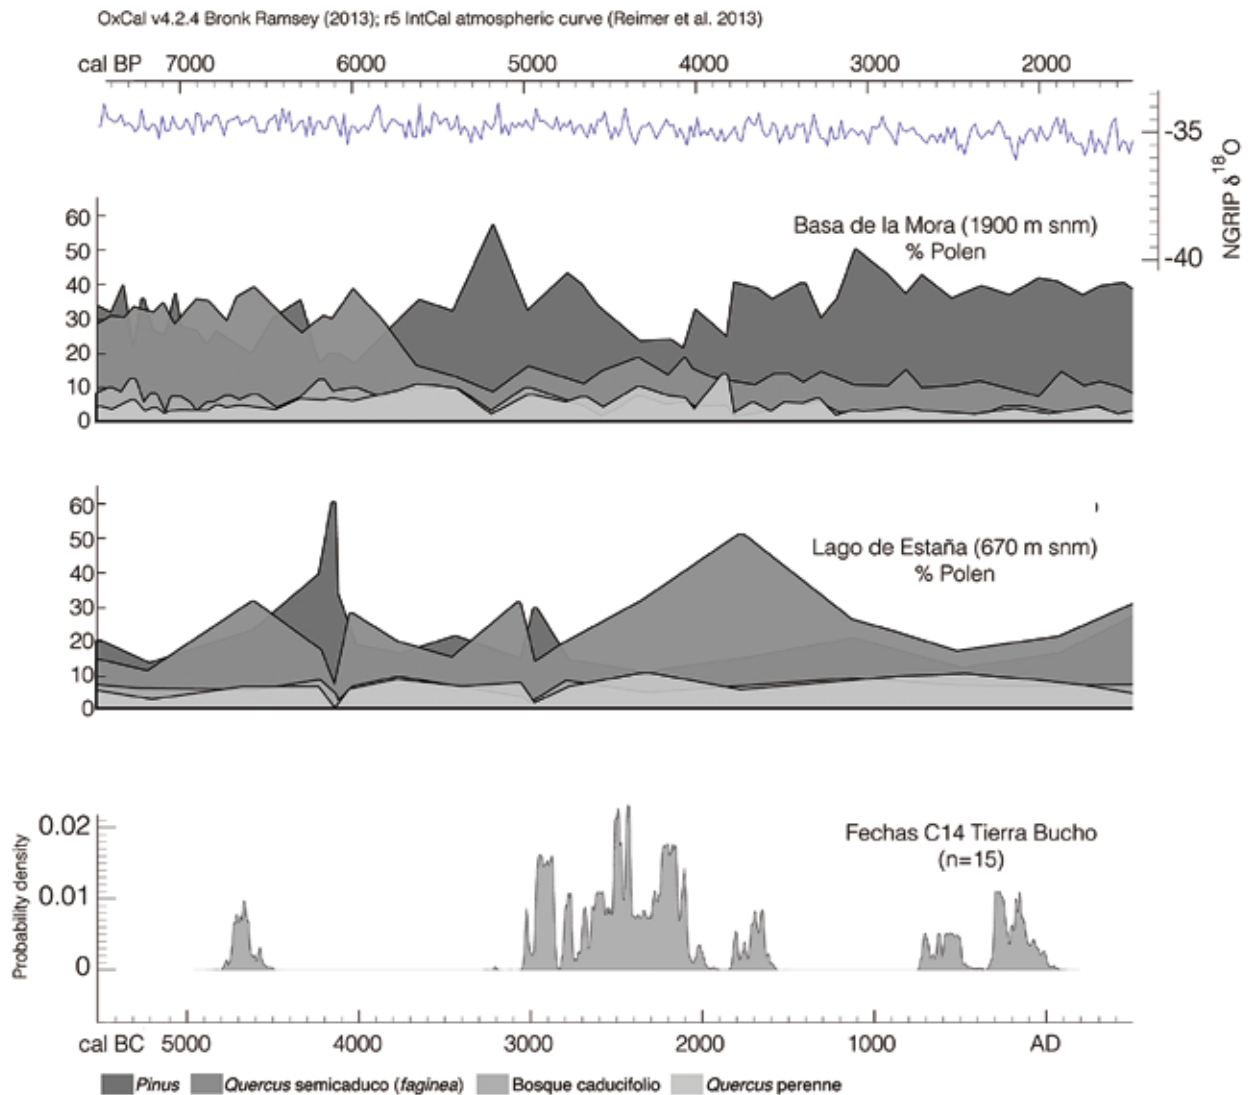 OxCal v4.2.4 Bronk Ramsey (2013); r5 IntCal atmospheric curve (Reimer et al. 2013)
cal BP 7000 6000 5000 4000 3000 2000
-35
-40
NGRIP δ 18O
60
50
40
30
20
10
0
Basa de la Mora (1900 m snm)
% Polen
60
50
40
30
20
10
0
Lago de Estaña (670 m snm)
% Polen
Probability density
0.02
0.01
0
Fechas C14 Tierra Bucho
(n=15)
cal BC 5000 4000 3000 2000 1000 AD
Pinus Quercus semicaduco (faginea) Bosque caducifolio Quercus perenne